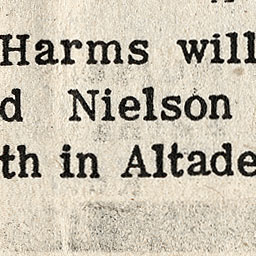 Harms will
d Nielson
th in Altade